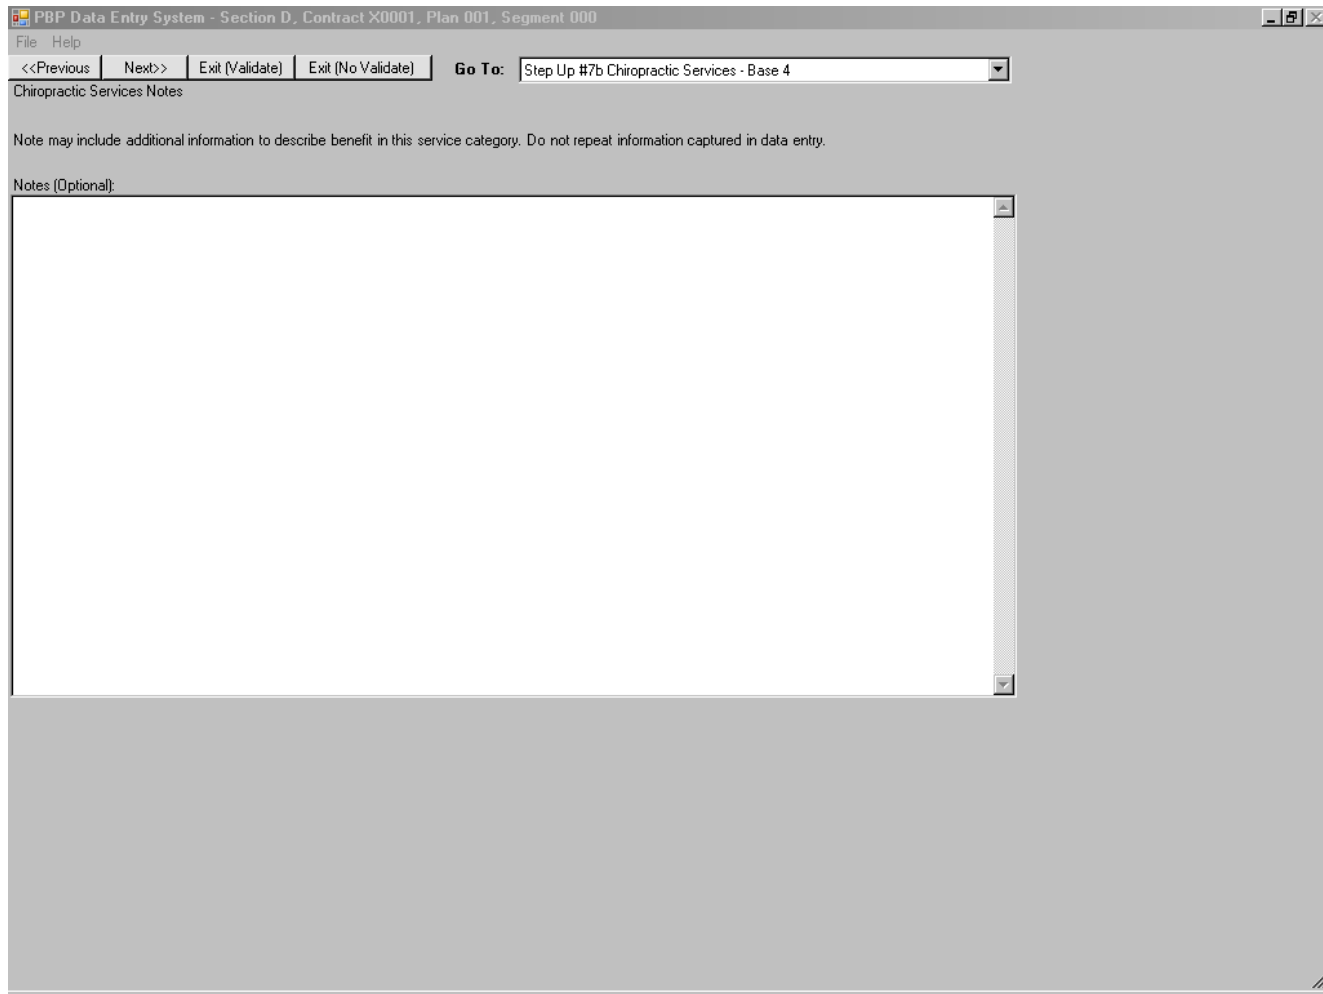 PBP Data Entry System - Section D, Contract X0001, Plan 001, Segment 000
File Help
<<Previous Next>> Exit (Validate) Exit (No Validate) Go To: Step Up #7b Chiropractic Services - Base 4
Chiropractic Services Notes
Note may include additional information to describe benefit in this service category. Do not repeat information captured in data entry.
Notes (Optional):